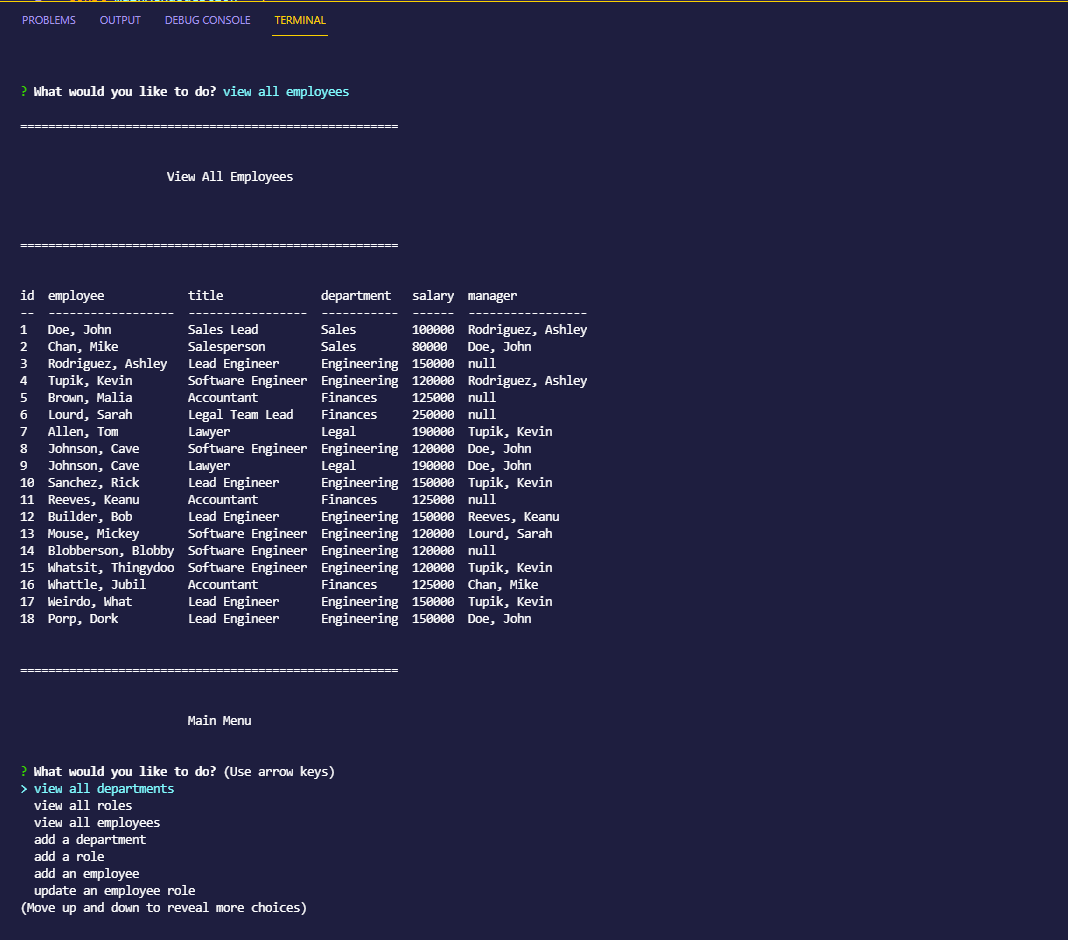 PROBLEMS OUTPUT DEBUG CONSOLE TERMINAL
? What would you like to do? view all employees
======================================================
View All Employees
======================================================
id  employee            title              department   salary  manager
--  ------------------  -----------------  -----------  ------  -----------------
1   Doe, John           Sales Lead         Sales        100000  Rodriguez, Ashley
2   Chan, Mike          Salesperson        Sales        80000   Doe, John
3   Rodriguez, Ashley   Lead Engineer      Engineering  150000  null
4   Tupik, Kevin        Software Engineer  Engineering  120000  Rodriguez, Ashley
5   Brown, Malia        Accountant         Finances     125000  null
6   Lourd, Sarah        Legal Team Lead    Finances     250000  null
7   Allen, Tom          Lawyer             Legal        190000  Tupik, Kevin
8   Johnson, Cave       Software Engineer  Engineering  120000  Doe, John
9   Johnson, Cave       Lawyer             Legal        190000  Doe, John
10  Sanchez, Rick       Lead Engineer      Engineering  150000  Tupik, Kevin
11  Reeves, Keanu       Accountant         Finances     125000  null
12  Builder, Bob        Lead Engineer      Engineering  150000  Reeves, Keanu
13  Mouse, Mickey       Software Engineer  Engineering  120000  Lourd, Sarah
14  Blobberson, Blobby  Software Engineer  Engineering  120000  null
15  Whatsit, Thingydoo  Software Engineer  Engineering  120000  Tupik, Kevin
16  Whattle, Jubil      Accountant         Finances     125000  Chan, Mike
17  Weirdo, What        Lead Engineer      Engineering  150000  Tupik, Kevin
18  Porp, Dork          Lead Engineer      Engineering  150000  Doe, John
======================================================
Main Menu
? What would you like to do? (Use arrow keys)
> view all departments
view all roles
view all employees
add a department
add a role
add an employee
update an employee role
(Move up and down to reveal more choices)